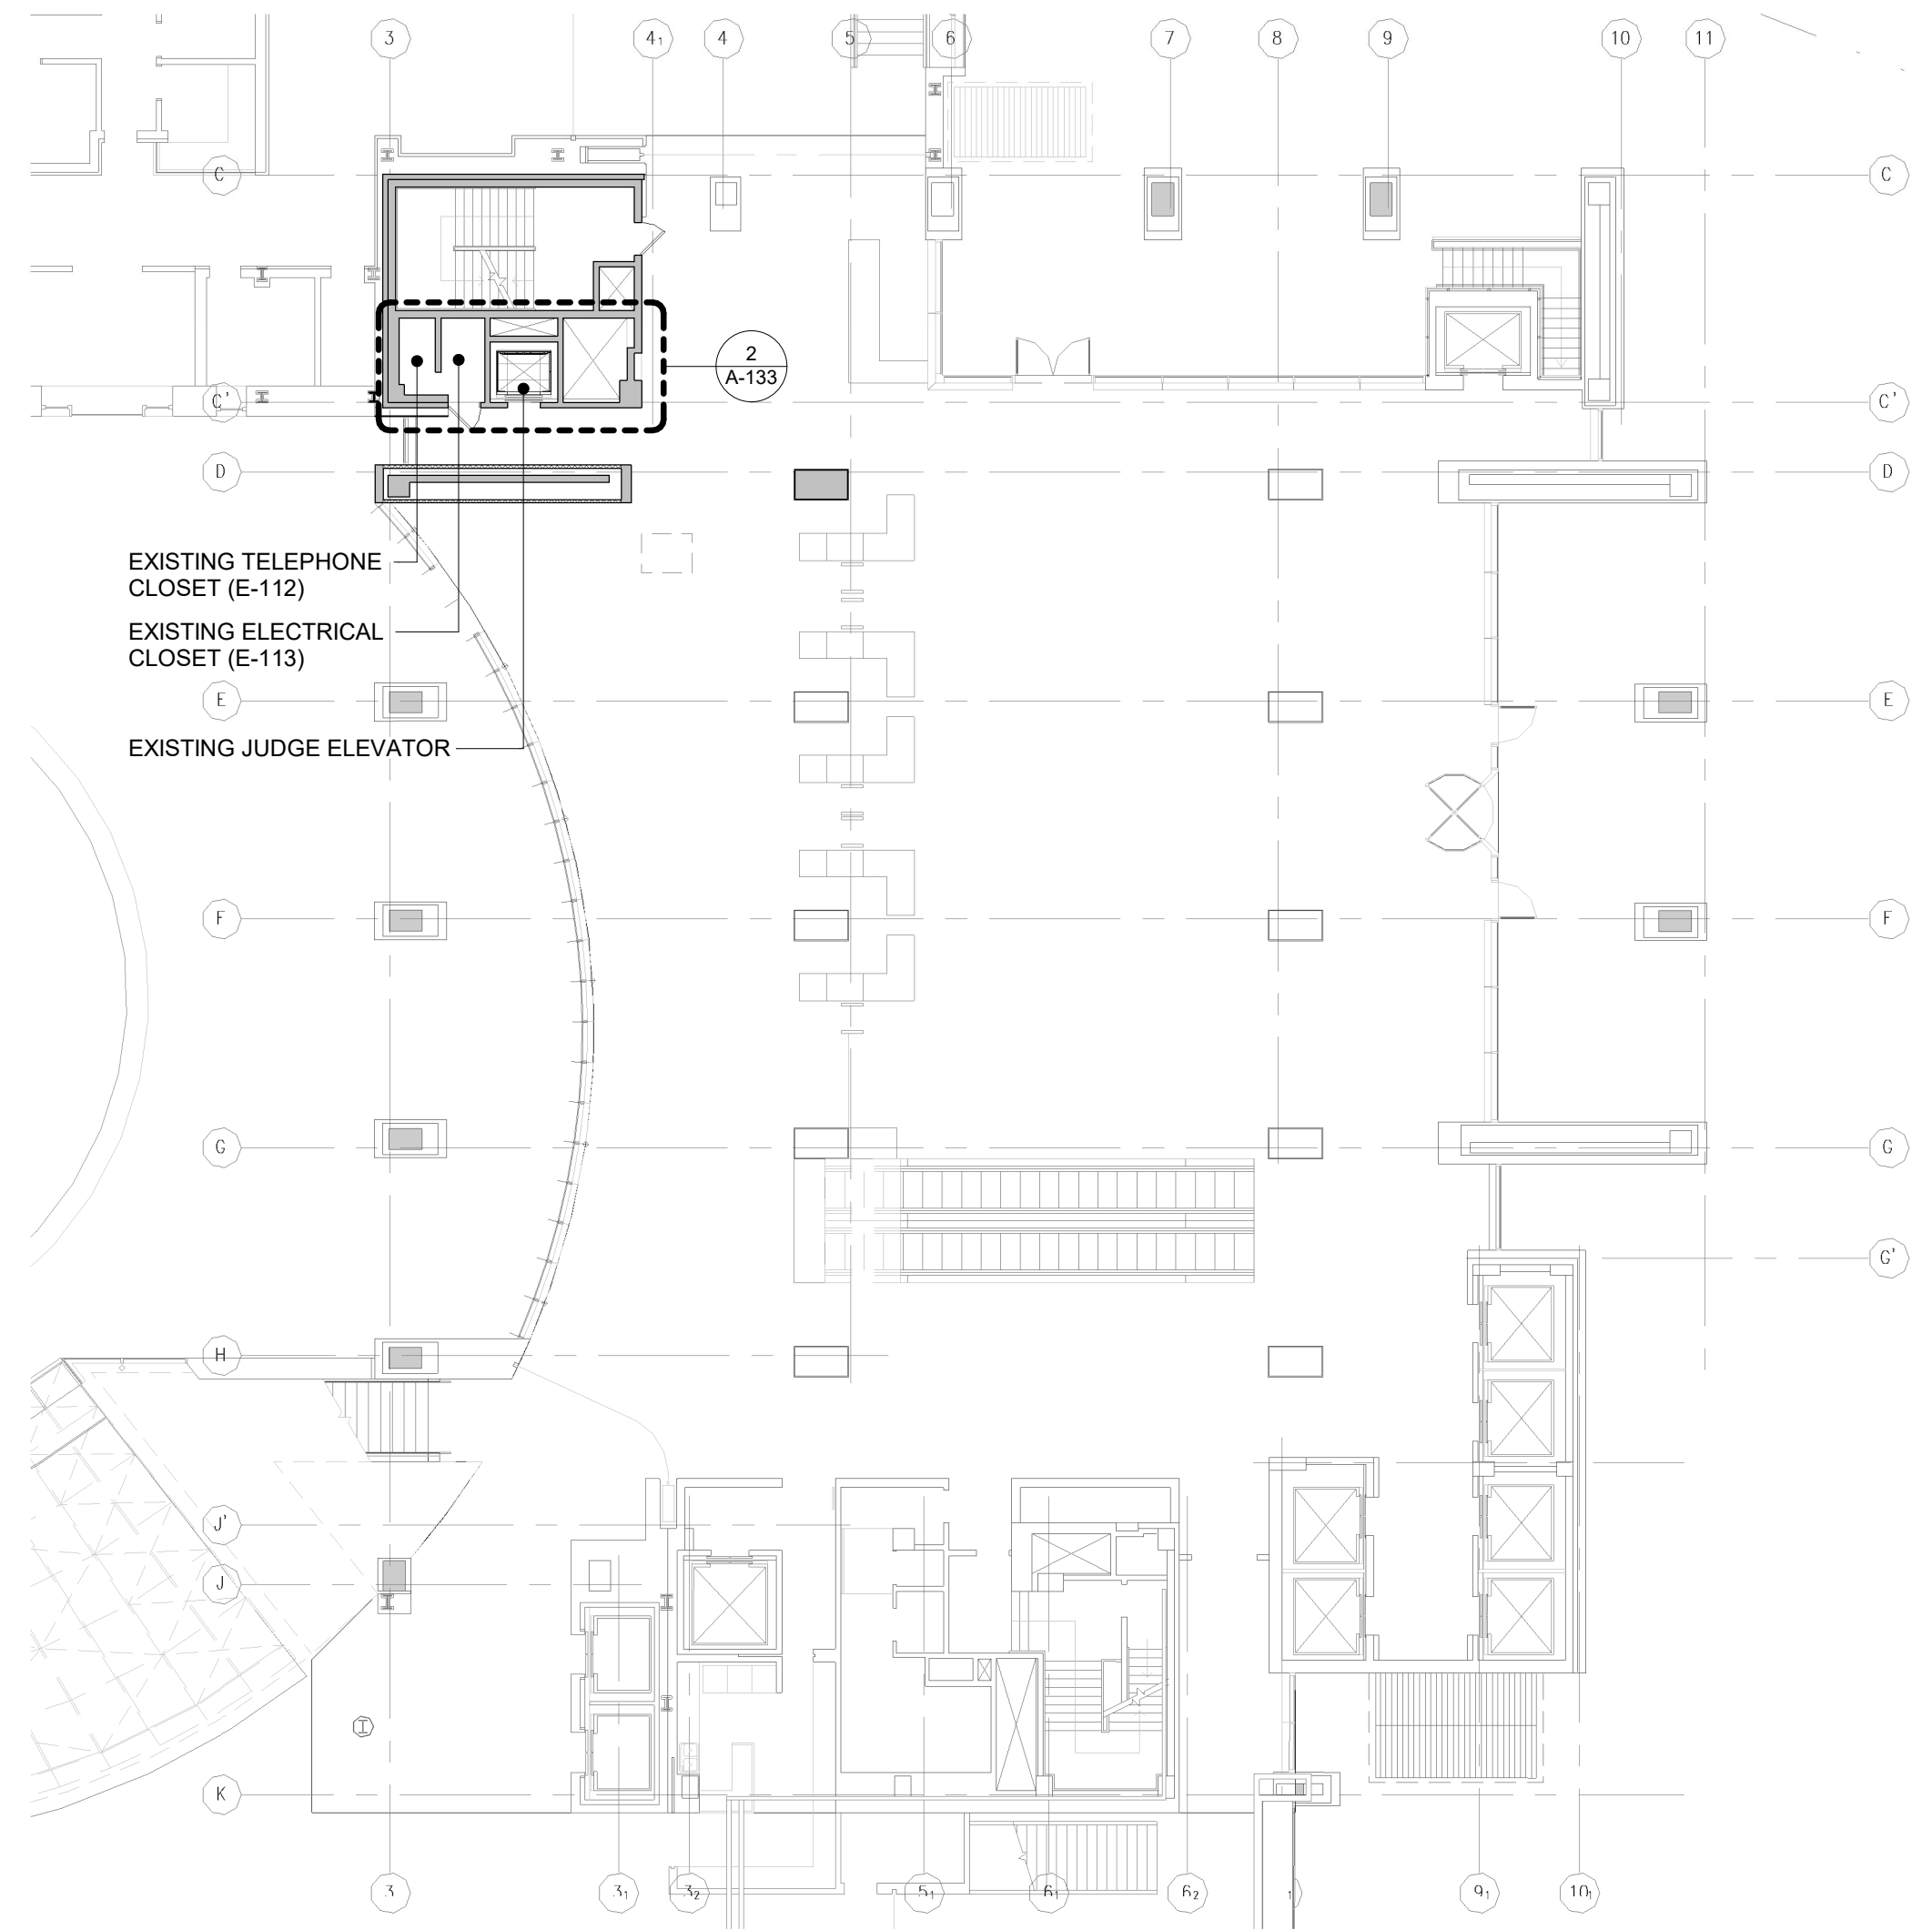 3 4₁ 4 5 6 7 8 9 10 11
C C
2
A-133
C' C'
D D
EXISTING TELEPHONE
CLOSET (E-112)
EXISTING ELECTRICAL
CLOSET (E-113)
E E
EXISTING JUDGE ELEVATOR
F F
G G
G'
H
J'
J
K
3 3₁ 3₂ 5₁ 6₁ 6₂ 9₁ 10₁